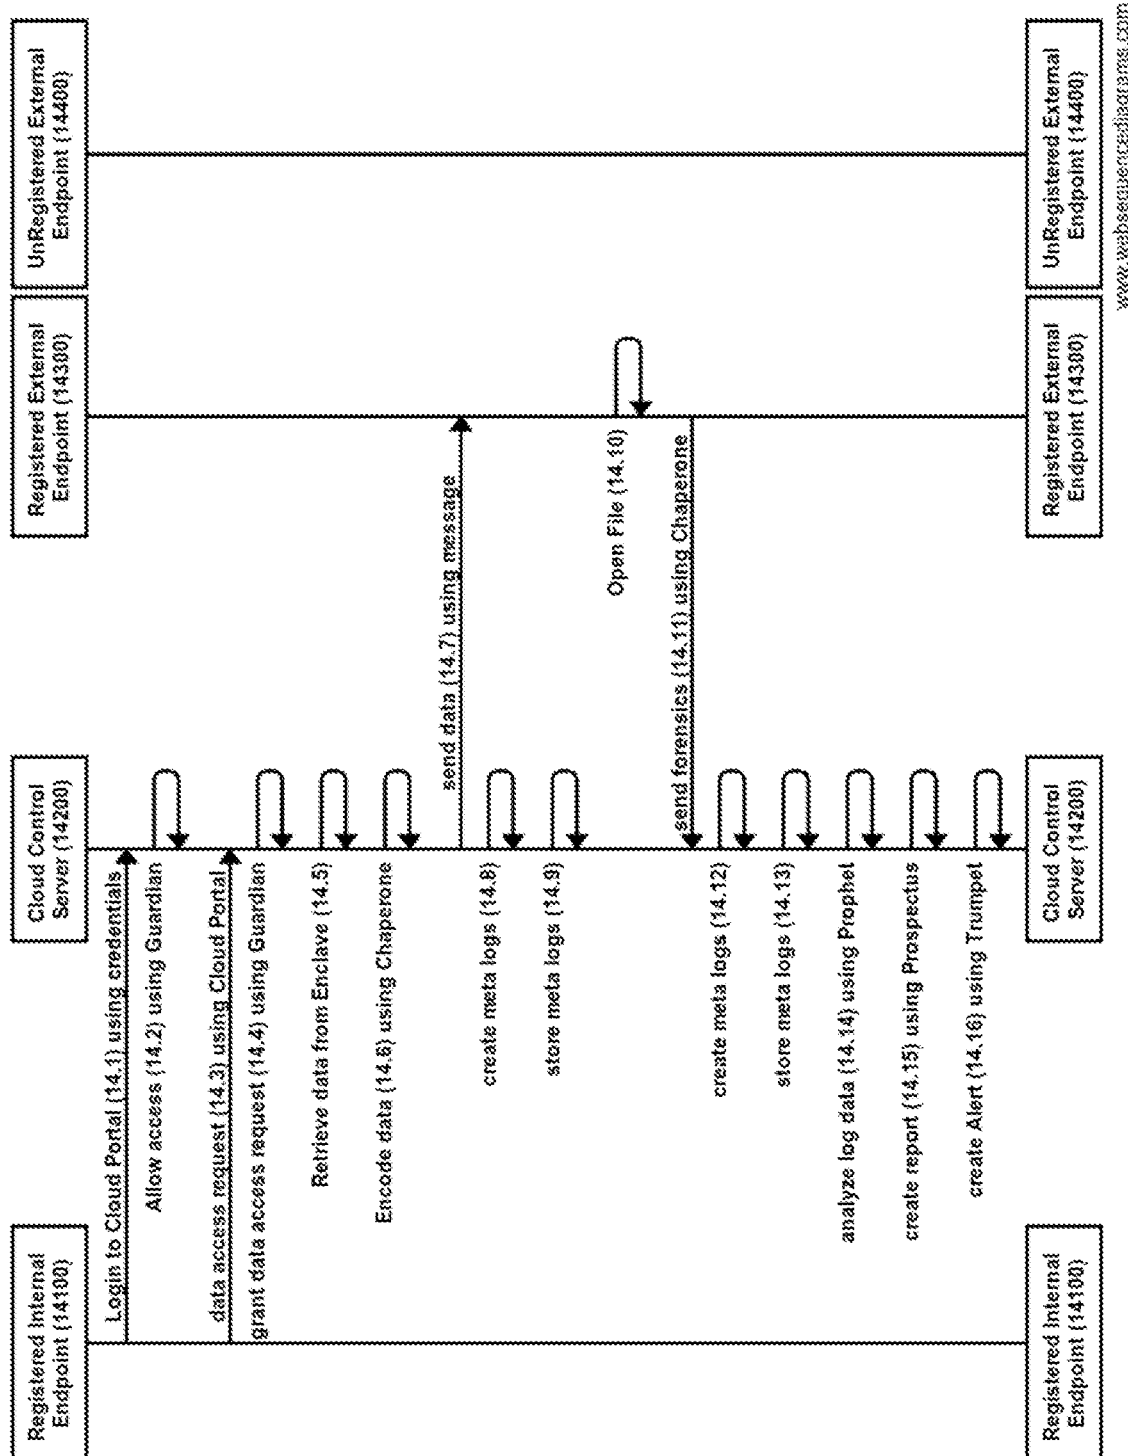 Registered Internal
Endpoint (14100)
Cloud Control
Server (14200)
Registered External
Endpoint (14300)
UnRegistered External
Endpoint (14400)
Login to Cloud Portal (14.1) using credentials
Allow access (14.2) using Guardian
data access request (14.3) using Cloud Portal
grant data access request (14.4) using Guardian
Retrieve data from Enclave (14.5)
Encode data (14.6) using Chaperone
send data (14.7) using message
create meta logs (14.8)
store meta logs (14.9)
Open File (14.10)
send forensics (14.11) using Chaperone
create meta logs (14.12)
store meta logs (14.13)
analyze log data (14.14) using Prophet
create report (14.15) using Prospectus
create Alert (14.16) using Trumpet
Registered Internal
Endpoint (14100)
Cloud Control
Server (14200)
Registered External
Endpoint (14300)
UnRegistered External
Endpoint (14400)
www.websequencediagrams.com